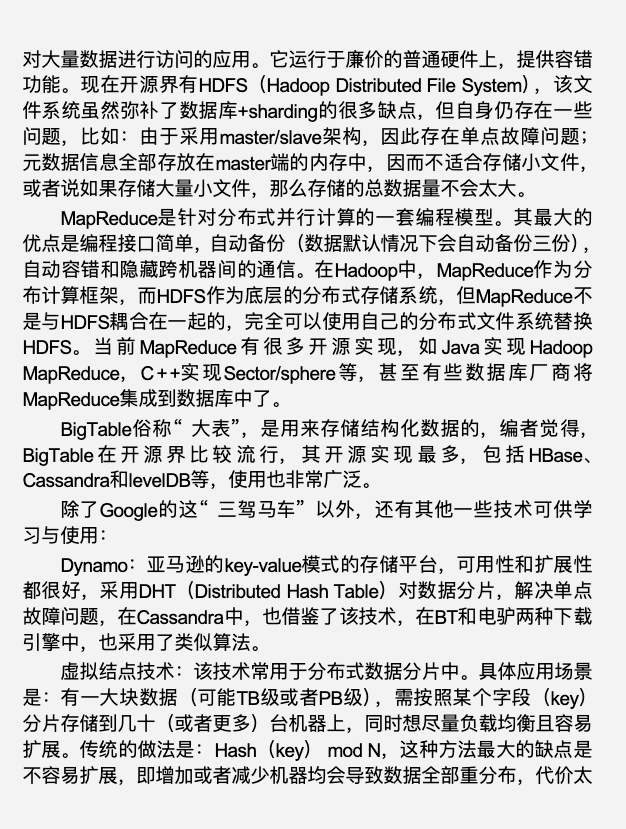 对大量数据进行访问的应用。它运行于廉价的普通硬件上，提供容错
功能。现在开源界有HDFS（Hadoop Distributed File System），该文
件系统虽然弥补了数据库+sharding的很多缺点，但自身仍存在一些
问题，比如：由于采用master/slave架构，因此存在单点故障问题；
元数据信息全部存放在master端的内存中，因而不适合存储小文件，
或者说如果存储大量小文件，那么存储的总数据量不会太大。
MapReduce是针对分布式并行计算的一套编程模型。其最大的
优点是编程接口简单，自动备份（数据默认情况下会自动备份三份），
自动容错和隐藏跨机器间的通信。在Hadoop中，MapReduce作为分
布计算框架，而HDFS作为底层的分布式存储系统，但MapReduce不
是与HDFS耦合在一起的，完全可以使用自己的分布式文件系统替换
HDFS。当前MapReduce有很多开源实现，如Java实现Hadoop
MapReduce，C++实现Sector/sphere等，甚至有些数据库厂商将
MapReduce集成到数据库中了。
BigTable俗称“大表”，是用来存储结构化数据的，编者觉得，
BigTable在开源界比较流行，其开源实现最多，包括HBase、
Cassandra和levelDB等，使用也非常广泛。
除了Google的这“三驾马车”以外，还有其他一些技术可供学
习与使用：
Dynamo：亚马逊的key-value模式的存储平台，可用性和扩展性
都很好，采用DHT（Distributed Hash Table）对数据分片，解决单点
故障问题，在Cassandra中，也借鉴了该技术，在BT和电驴两种下载
引擎中，也采用了类似算法。
虚拟结点技术：该技术常用于分布式数据分片中。具体应用场景
是：有一大块数据（可能TB级或者PB级），需按照某个字段（key）
分片存储到几十（或者更多）台机器上，同时想尽量负载均衡且容易
扩展。传统的做法是：Hash（key） mod N，这种方法最大的缺点是
不容易扩展，即增加或者减少机器均会导致数据全部重分布，代价太